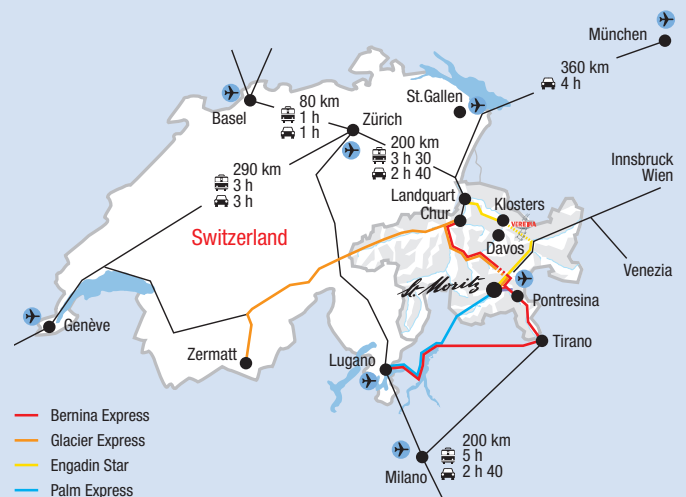 München
360 km
4 h
Basel
80 km
1 h
1 h
Zürich
St.Gallen
200 km
3 h 30
2 h 40
290 km
3 h
3 h
Innsbruck
Wien
Landquart
Klosters
Chur
VEREINA
Davos
Switzerland
St. Moritz
Venezia
Pontresina
Genève
Zermatt
Lugano
Tirano
Bernina Express
Glacier Express
Engadin Star
Palm Express
Milano
200 km
5 h
2 h 40